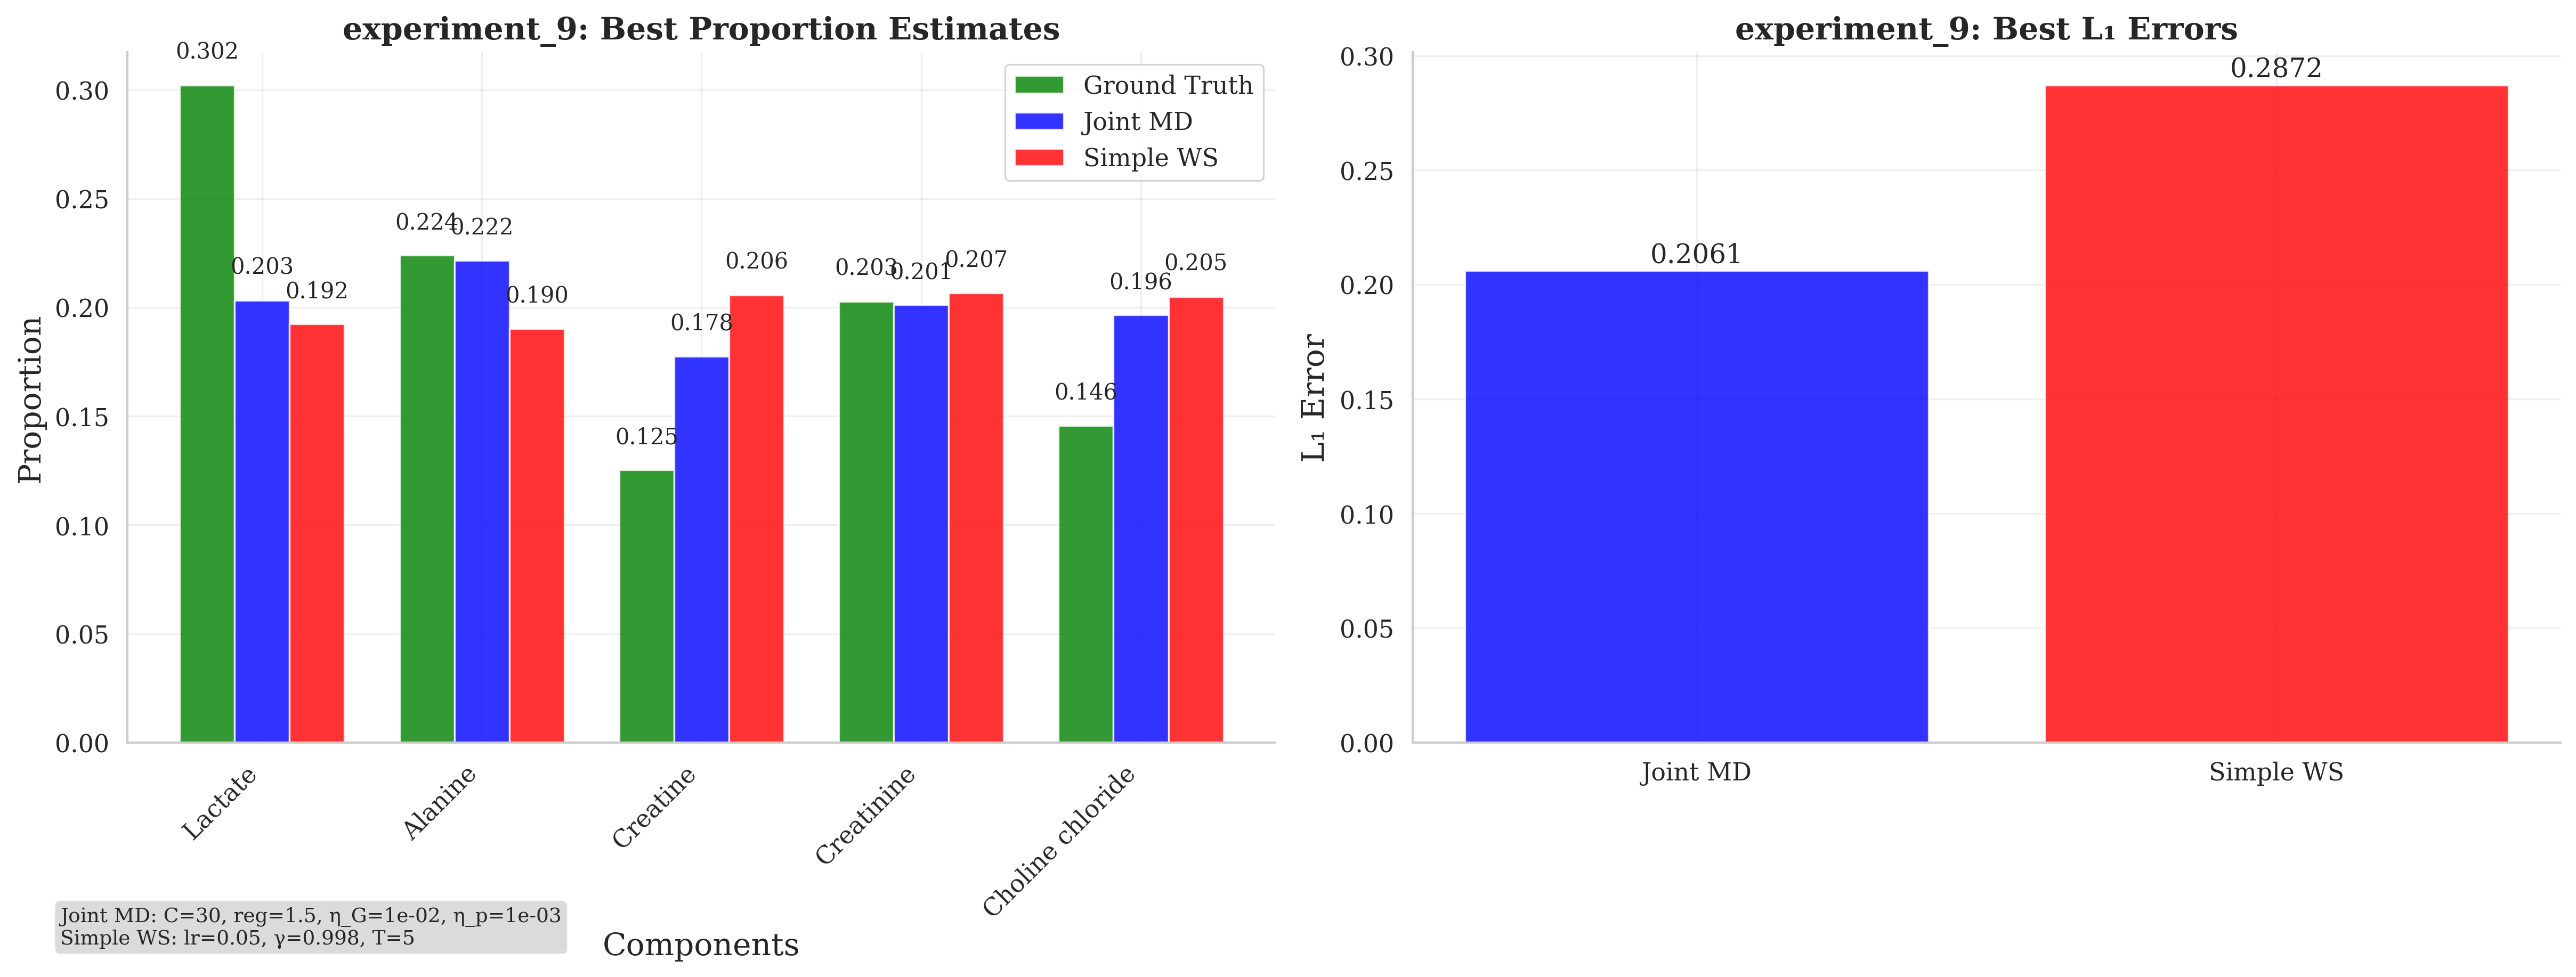 experiment_9: Best Proportion Estimates
0.302
0.30
0.25
0.20
0.15
0.10
0.05
0.00
Proportion
Ground Truth
Joint MD
Simple WS
0.203
0.192
0.224
0.222
0.190
0.125
0.178
0.206
0.203
0.201
0.207
0.146
0.196
0.205
Lactate
Alanine
Creatine
Creatinine
Choline chloride
Components
Joint MD: C=30, reg=1.5, η_G=1e-02, η_p=1e-03
Simple WS: lr=0.05, γ=0.998, T=5
experiment_9: Best L₁ Errors
0.30
0.25
0.20
0.15
0.10
0.05
0.00
L₁ Error
0.2061
0.2872
Joint MD
Simple WS